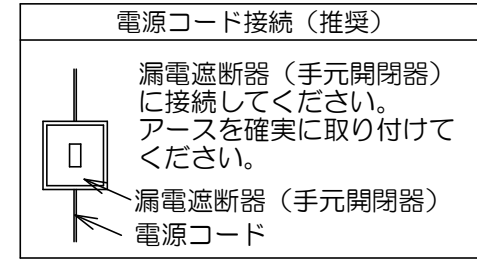 電源コード接続（推奨）
漏電遮断器（手元開閉器）
に接続してください。
アースを確実に取り付けて
ください。
漏電遮断器（手元開閉器）
電源コード